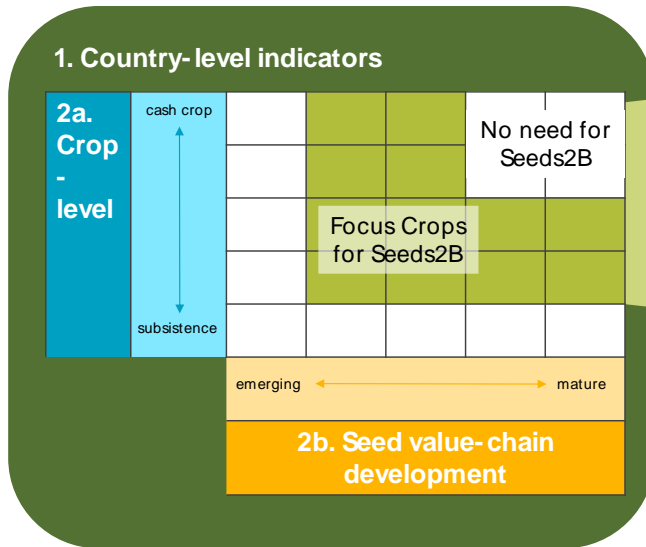 1. Country-level indicators
2a.
Crop
-
level
cash crop
subsistence
No need for
Seeds2B
Focus Crops
for Seeds2B
emerging
mature
2b. Seed value-chain
development